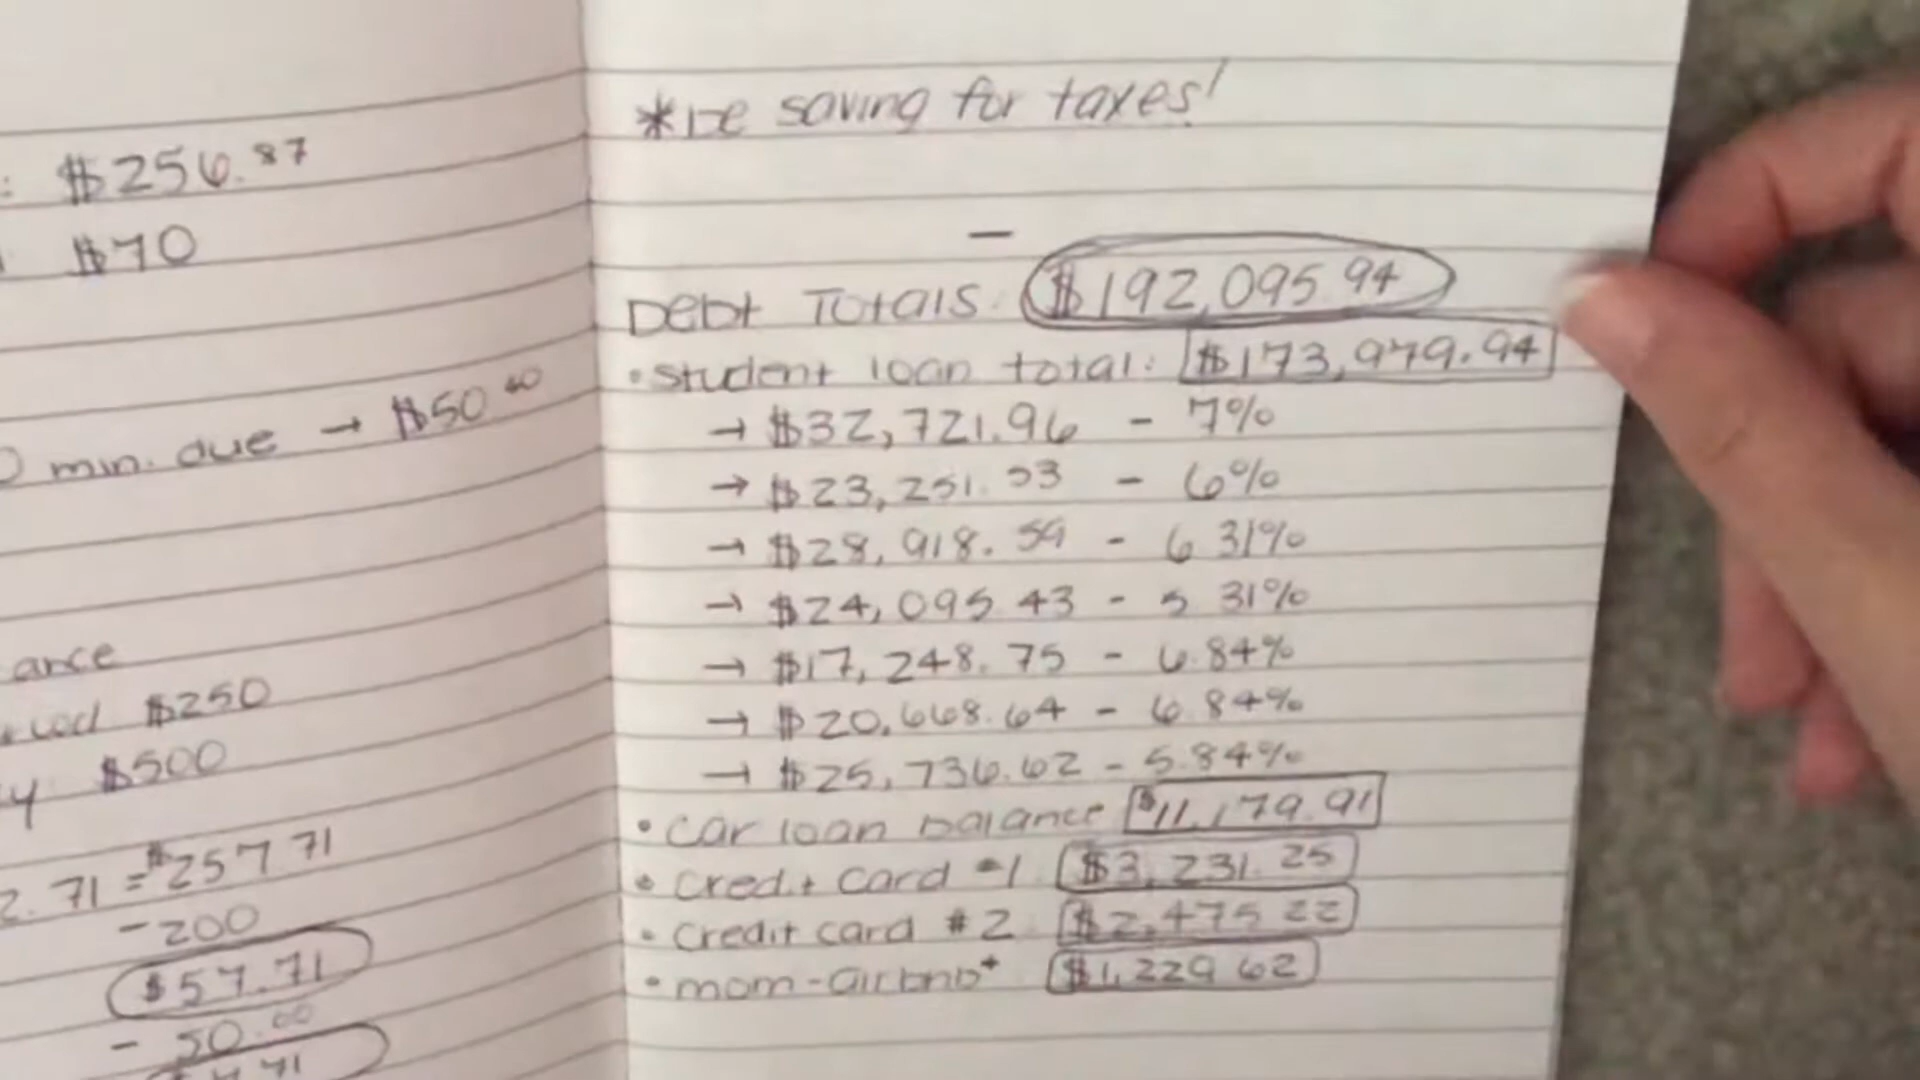 : $256.87
$70
min. due → $50
ance
$250
y $500
2.71 = $257 71
- 200
$57.71
- 50.00
71
saving for taxes!
—
Debt Totals: $192,095 94
• student loan total: $173,979.94
→ $32,721.96 - 7%
→ $23,251.53 - 6%
→ $28,918. 59 - 6 31%
→ $24,095 43 - 5 31%
→ $17,248.75 - 6.84%
→ $20,668.64 - 6.84%
→ $25,736.62 - 5.84%
• car loan balance $11,179.91
• credit card #1 $3,231.25
• credit card #2 $2,475 22
• mom-airbnb* $1,229 62